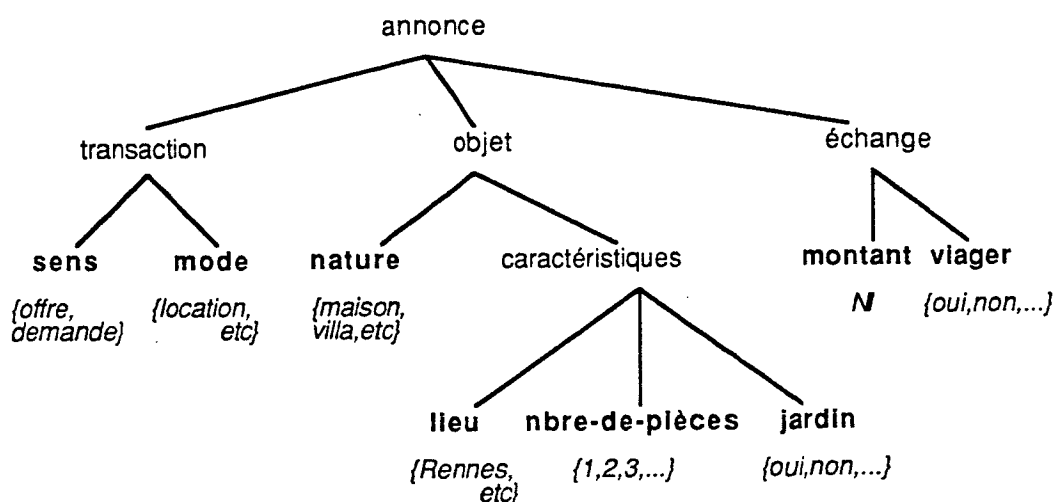 annonce
transaction objet échange
sens mode nature caractéristiques montant viager
{offre, {location, {maison, N {oui,non,...}
demande} etc} villa,etc}
lieu nbre-de-pièces jardin
{Rennes, {1,2,3,...} {oui,non,...}
etc}